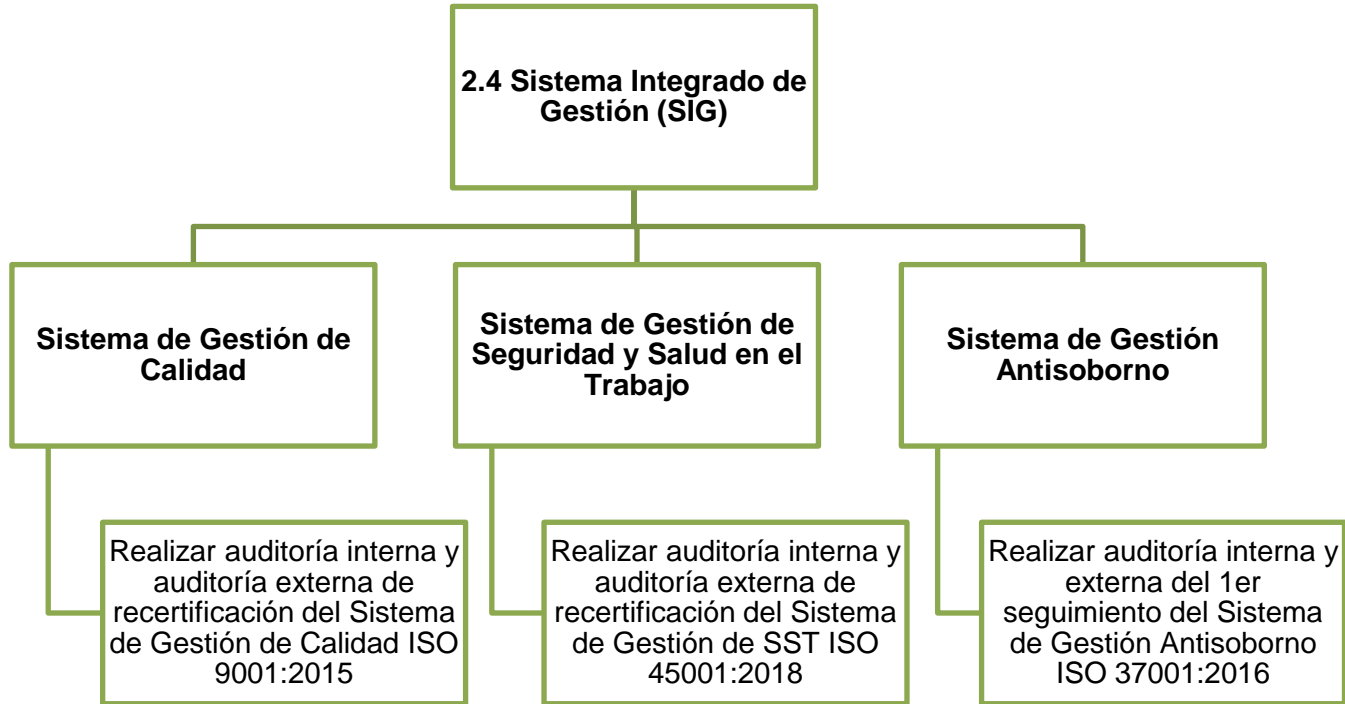 2.4 Sistema Integrado de
Gestión (SIG)
Sistema de Gestión de
Calidad
Sistema de Gestión de
Seguridad y Salud en el
Trabajo
Sistema de Gestión
Antisoborno
Realizar auditoría interna y
auditoría externa de
recertificación del Sistema
de Gestión de Calidad ISO
9001:2015
Realizar auditoría interna y
auditoría externa de
recertificación del Sistema
de Gestión de SST ISO
45001:2018
Realizar auditoría interna y
externa del 1er
seguimiento del Sistema
de Gestión Antisoborno
ISO 37001:2016